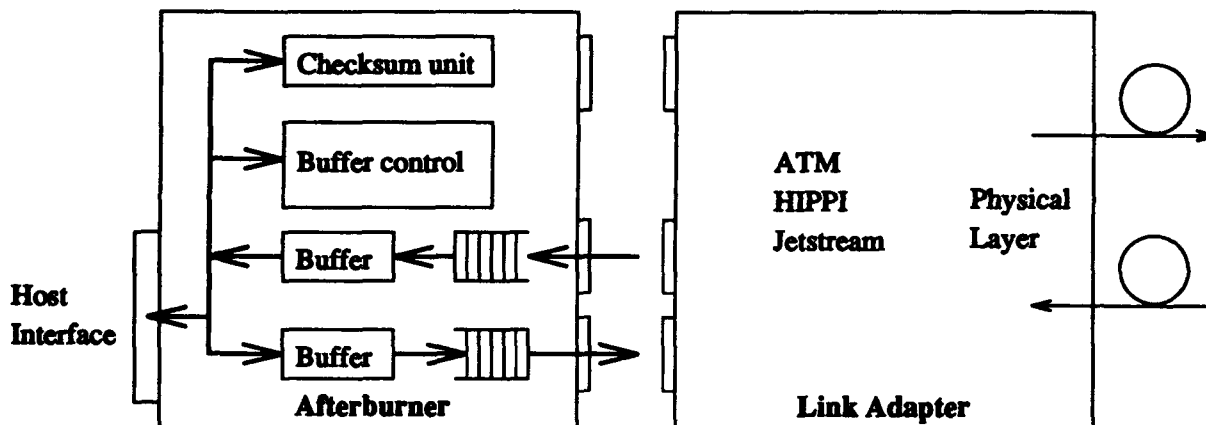 Checksum unit
Buffer control
Buffer
Buffer
Host
Interface
Afterburner
ATM
HIPPI
Jetstream
Physical
Layer
Link Adapter